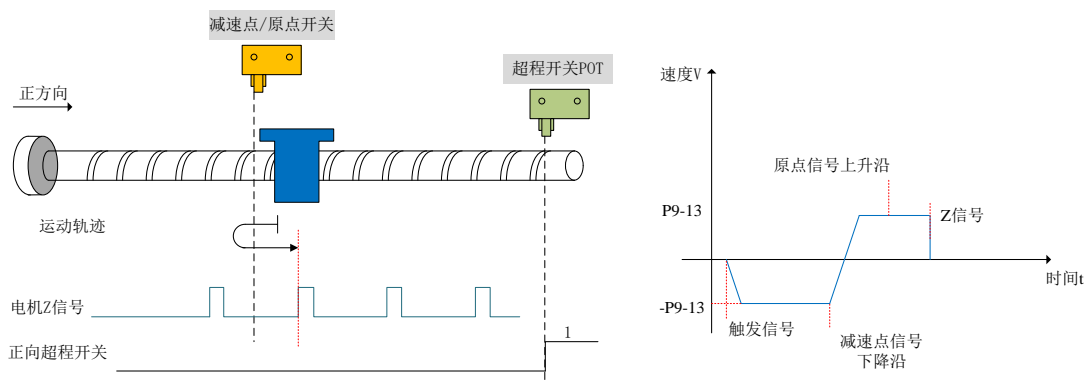 减速点/原点开关
超程开关POT
正方向
运动轨迹
电机Z信号
正向超程开关
1
速度V
原点信号上升沿
P9-13
Z信号
时间t
-P9-13
触发信号
减速点信号
下降沿